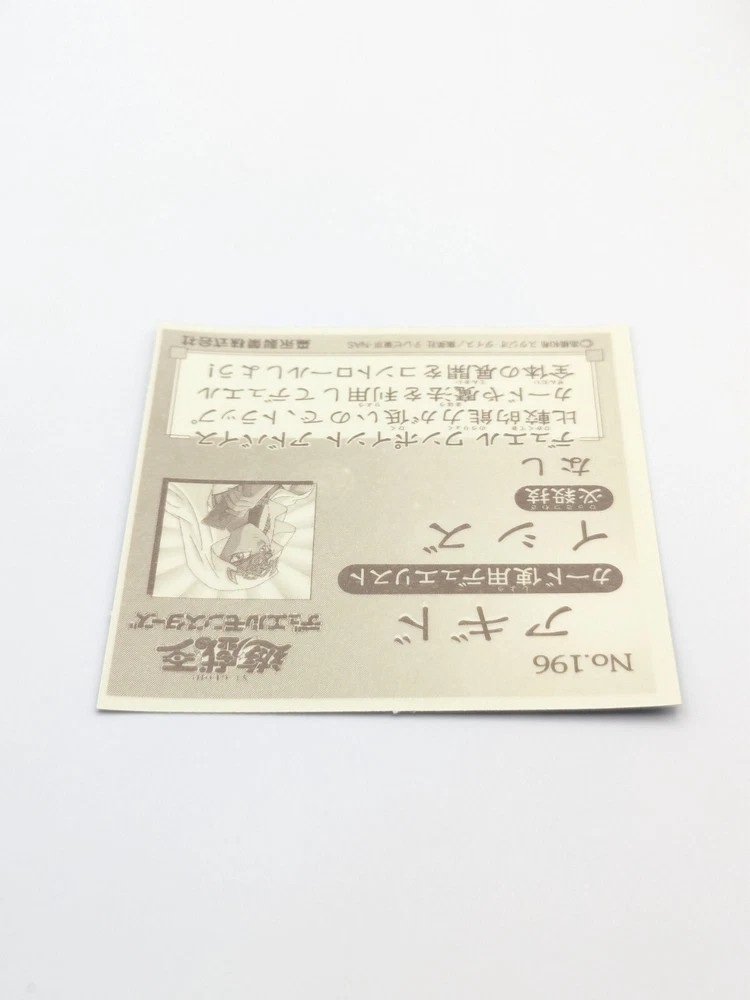 No.196
遊戯王
デュエルモンスターズ
アギド
カード使用デュエリスト
イシズ
必殺技
なし
デュエル ワンポイント アドバイス
比較的能力が低いので、トラップ
カードや魔法を利用してデュエル
全体の展開をコントロールしよう!
©高橋和希 スタジオ・ダイス/集英社・テレビ東京・NAS